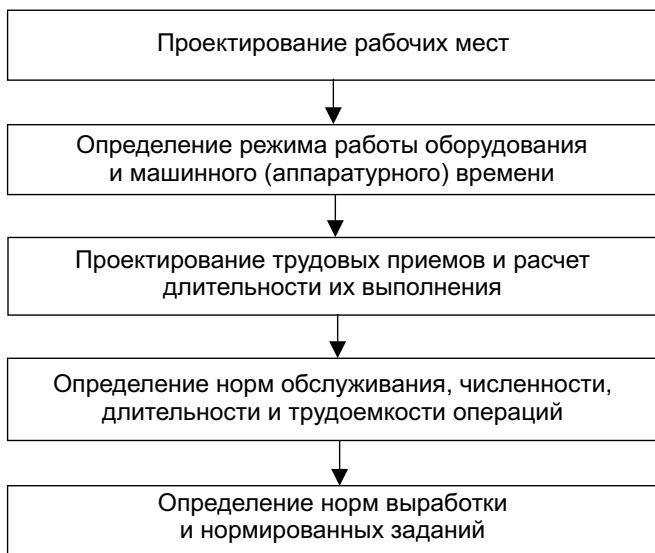 Проектирование рабочих мест
Определение режима работы оборудования
и машинного (аппаратурного) времени
Проектирование трудовых приемов и расчет
длительности их выполнения
Определение норм обслуживания, численности,
длительности и трудоемкости операций
Определение норм выработки
и нормированных заданий